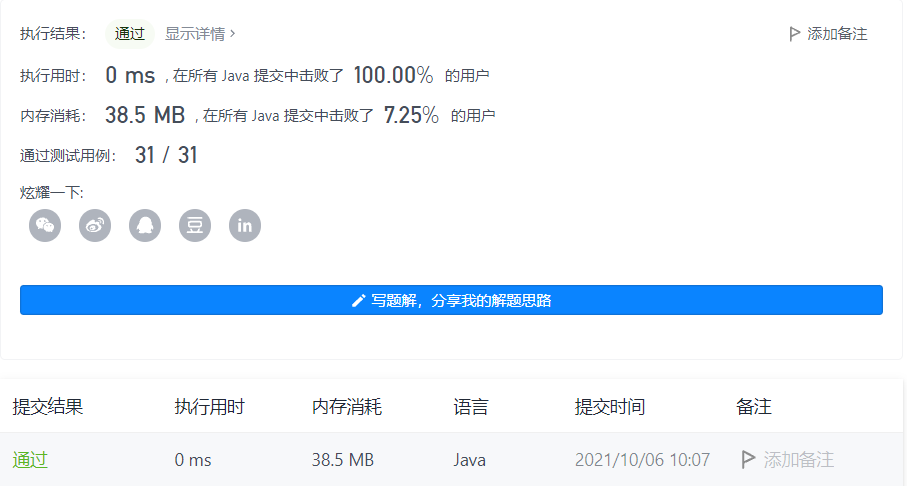 执行结果： 通过 显示详情 › 添加备注
执行用时： 0 ms ，在所有 Java 提交中击败了 100.00% 的用户
内存消耗： 38.5 MB ，在所有 Java 提交中击败了 7.25% 的用户
通过测试用例： 31 / 31
炫耀一下:
豆 in
写题解，分享我的解题思路
提交结果 执行用时 内存消耗 语言 提交时间 备注
通过 0 ms 38.5 MB Java 2021/10/06 10:07 添加备注